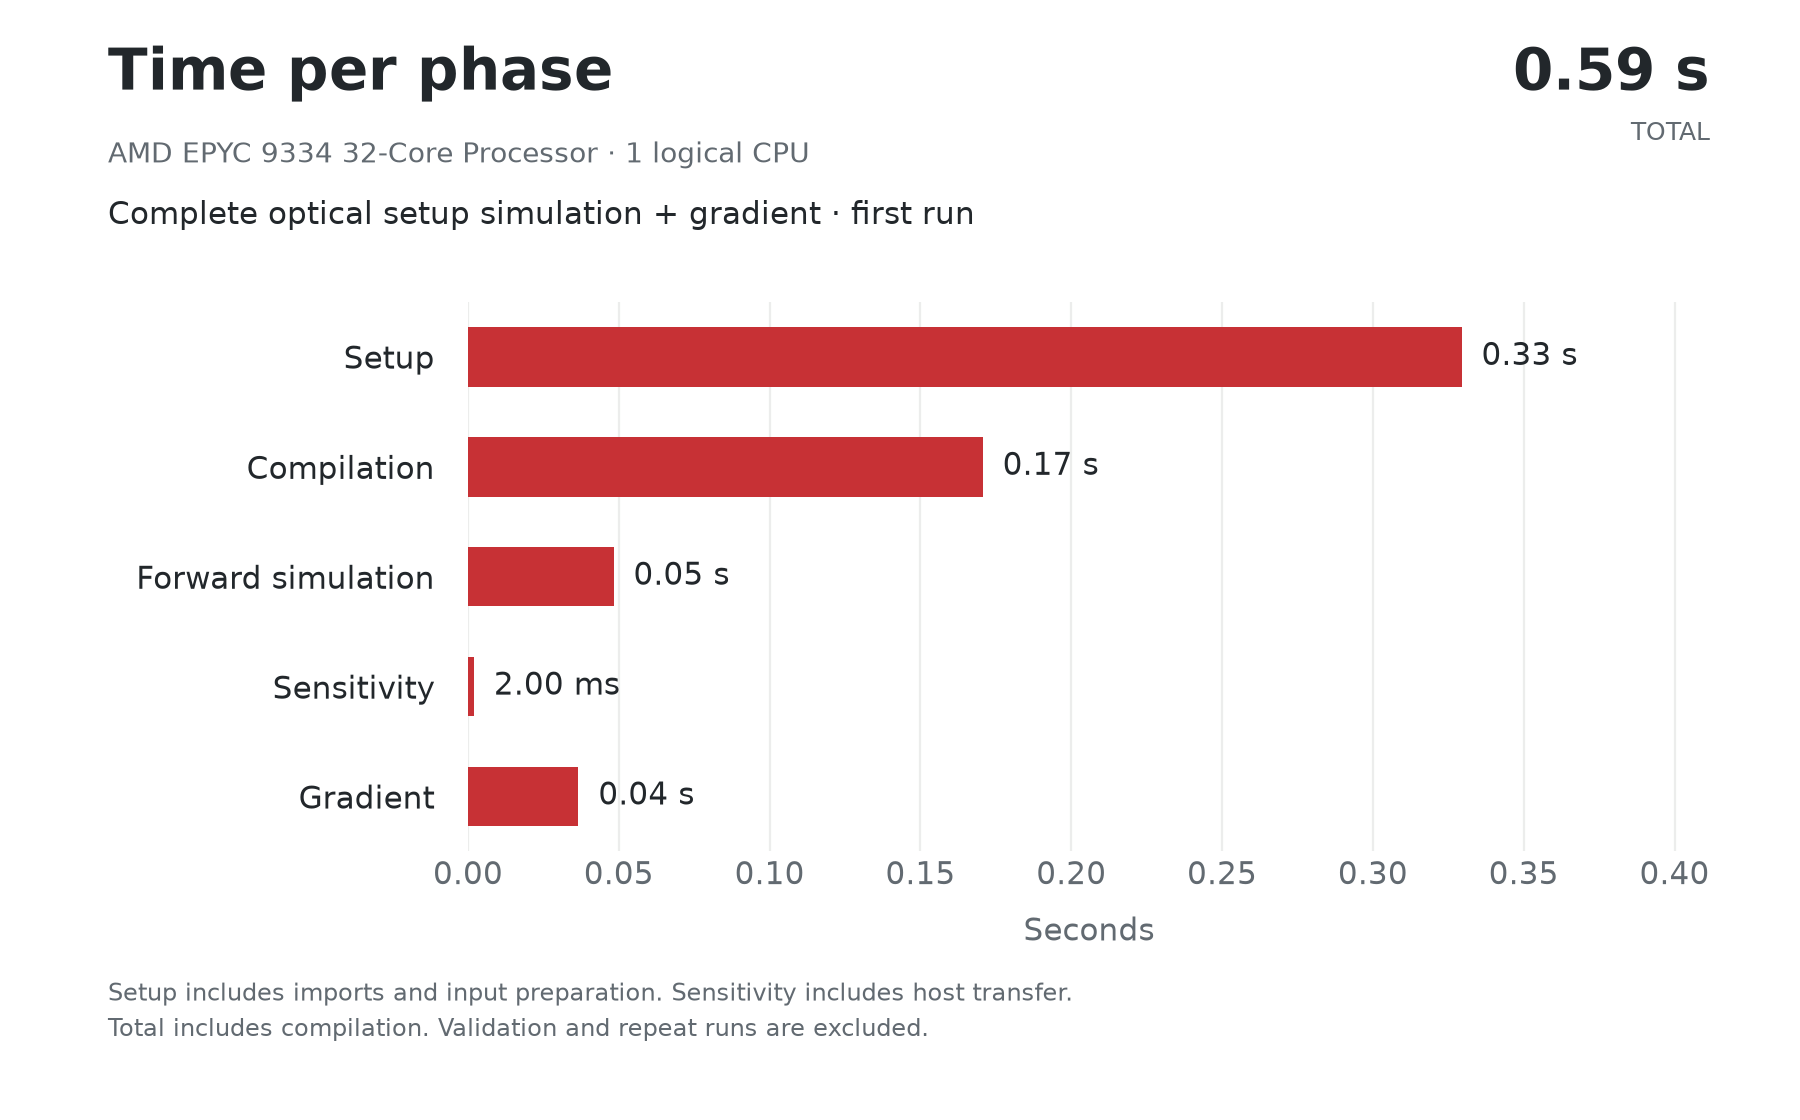 Time per phase
0.59 s
TOTAL
AMD EPYC 9334 32-Core Processor · 1 logical CPU
Complete optical setup simulation + gradient · first run
Setup
0.33 s
Compilation
0.17 s
Forward simulation
0.05 s
Sensitivity
2.00 ms
Gradient
0.04 s
0.00 0.05 0.10 0.15 0.20 0.25 0.30 0.35 0.40
Seconds
Setup includes imports and input preparation. Sensitivity includes host transfer.
Total includes compilation. Validation and repeat runs are excluded.